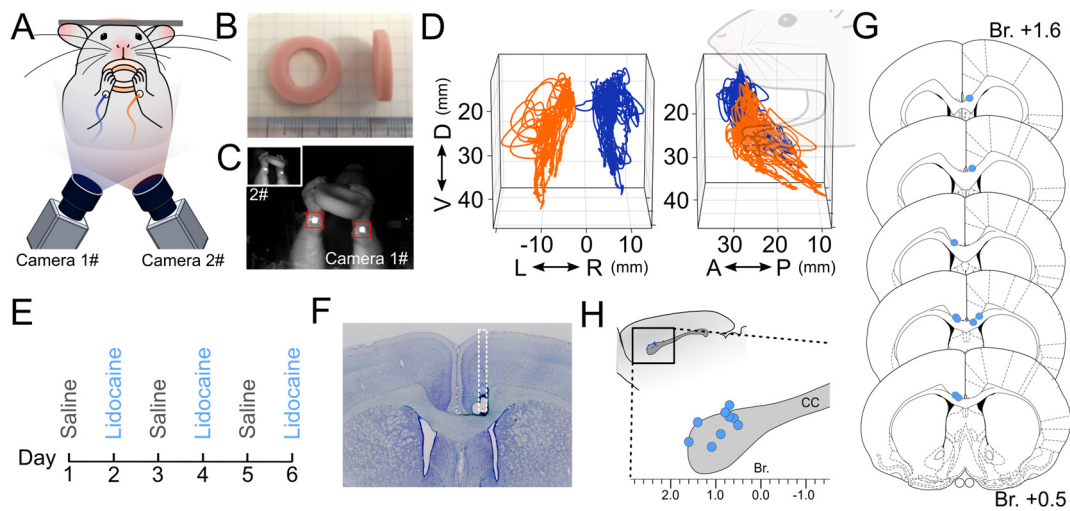 A
Camera 1#
Camera 2#
B
C
2#
Camera 1#
D
V ↔ D (mm)
20
30
40
-10 0 10
L ↔ R (mm)
20
30
40
30 20 10
A ↔ P (mm)
E
Saline
Lidocaine
Saline
Lidocaine
Saline
Lidocaine
Day
1 2 3 4 5 6
F
G
Br. +1.6
Br. +0.5
H
CC
Br.
2.0 1.0 0.0 -1.0